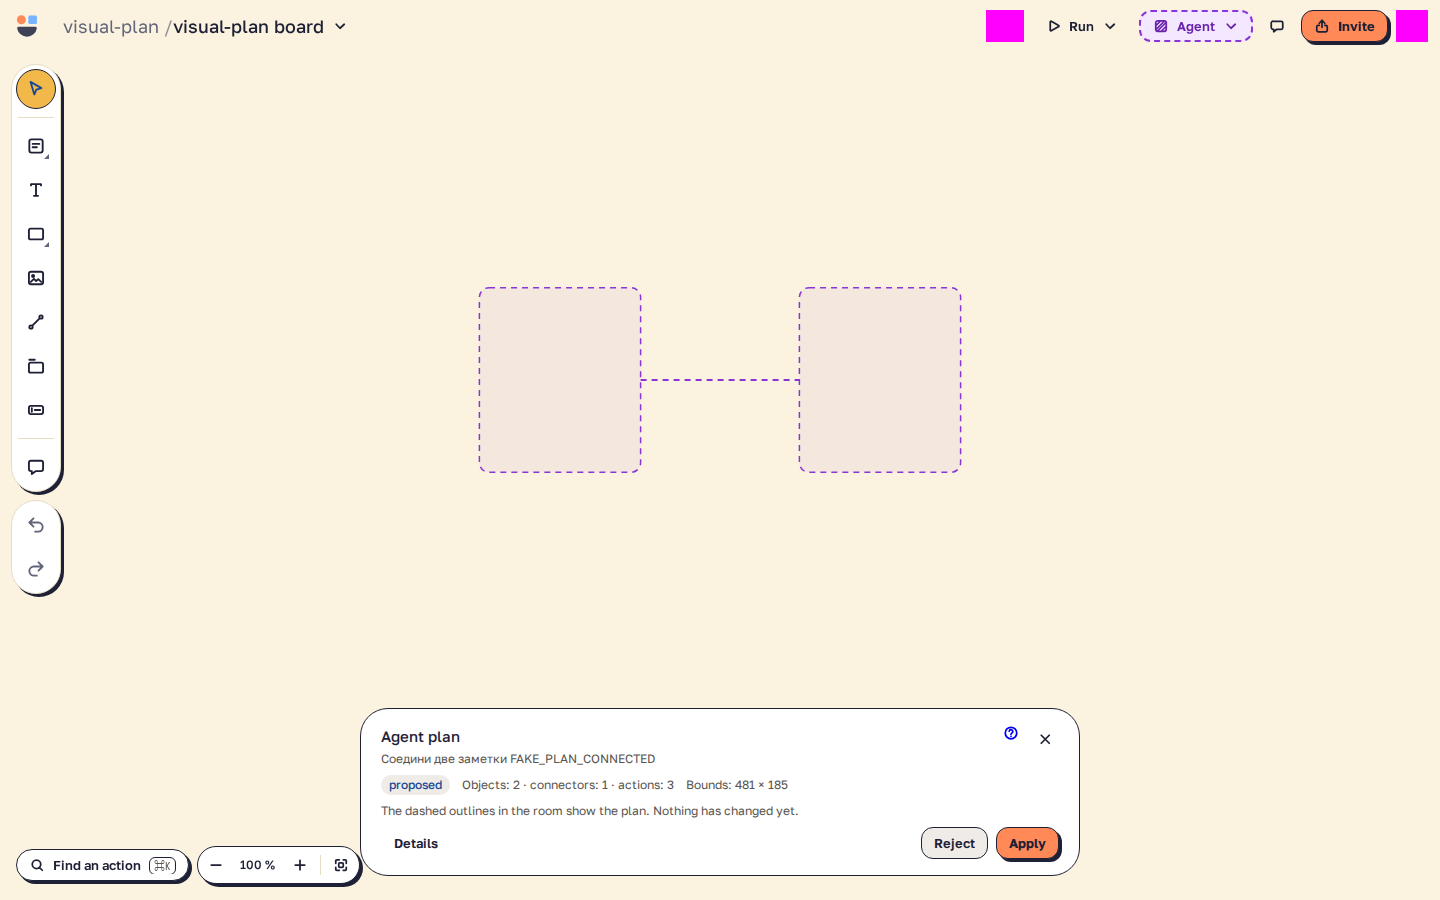 visual-plan / visual-plan board
Run
Agent
Invite
Agent plan
Соедини две заметки FAKE_PLAN_CONNECTED
proposed Objects: 2 · connectors: 1 · actions: 3 Bounds: 481 × 185
The dashed outlines in the room show the plan. Nothing has changed yet.
Details
Reject
Apply
Find an action ⌘K
100 %